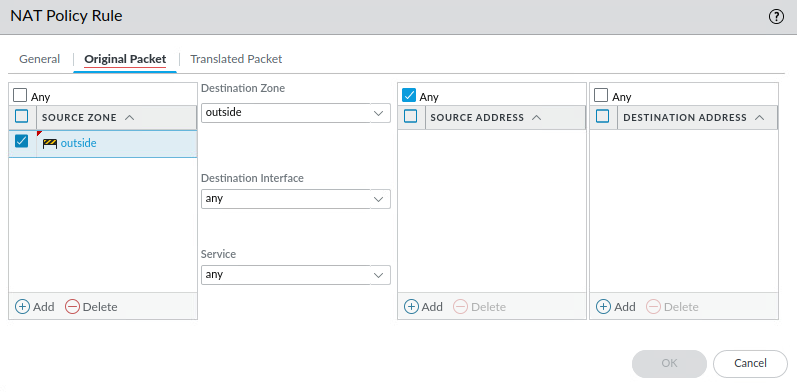 NAT Policy Rule
?
General
Original Packet
Translated Packet
Any
SOURCE ZONE
outside
Add
Delete
Destination Zone
outside
Destination Interface
any
Service
any
Any
SOURCE ADDRESS
Add
Delete
Any
DESTINATION ADDRESS
Add
Delete
OK
Cancel